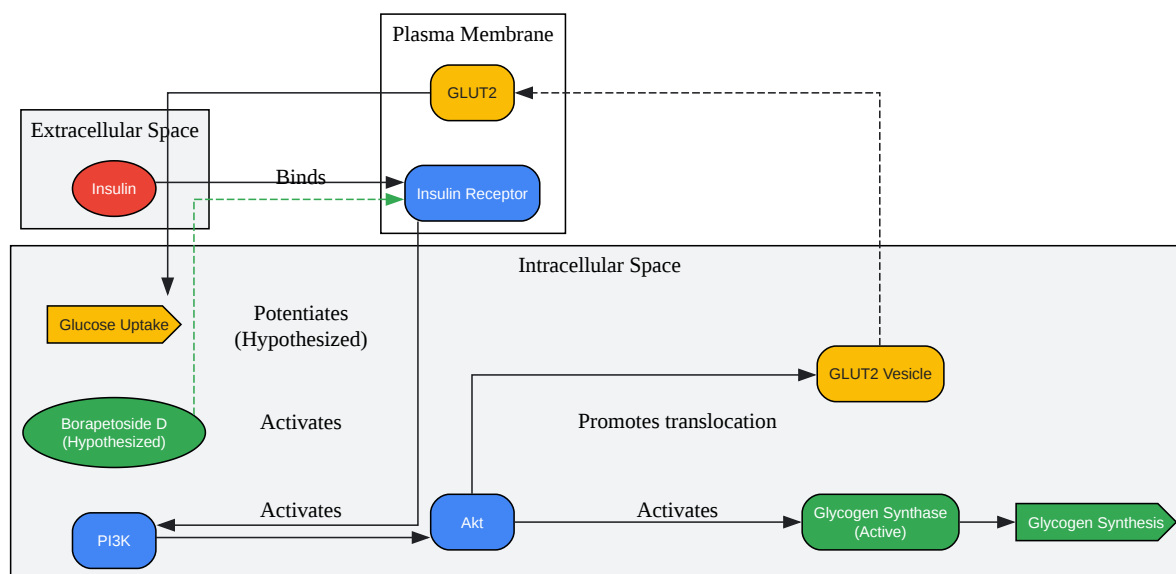 Plasma Membrane
GLUT2
Extracellular Space
Insulin
Binds
Insulin Receptor
Intracellular Space
Glucose Uptake
Potentiates
(Hypothesized)
GLUT2 Vesicle
Borapetoside D
(Hypothesized)
Activates
Promotes translocation
PI3K
Activates
Akt
Activates
Glycogen Synthase
(Active)
Glycogen Synthesis